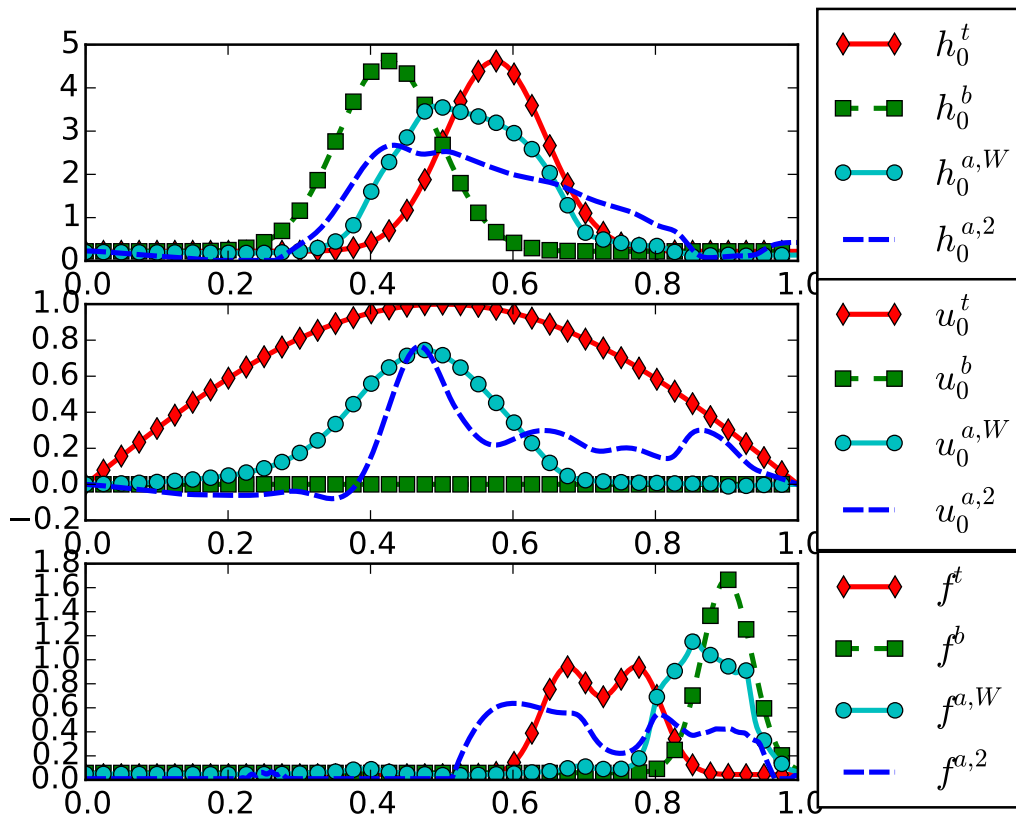 5
4
3
2
1
0
0.0 0.2 0.4 0.6 0.8 1.0
h_0^t
h_0^b
h_0^{a,W}
h_0^{a,2}
1.0
0.8
0.6
0.4
0.2
0.0
−0.2
0.0 0.2 0.4 0.6 0.8 1.0
u_0^t
u_0^b
u_0^{a,W}
u_0^{a,2}
1.8
1.6
1.4
1.2
1.0
0.8
0.6
0.4
0.2
0.0
0.0 0.2 0.4 0.6 0.8 1.0
f^t
f^b
f^{a,W}
f^{a,2}